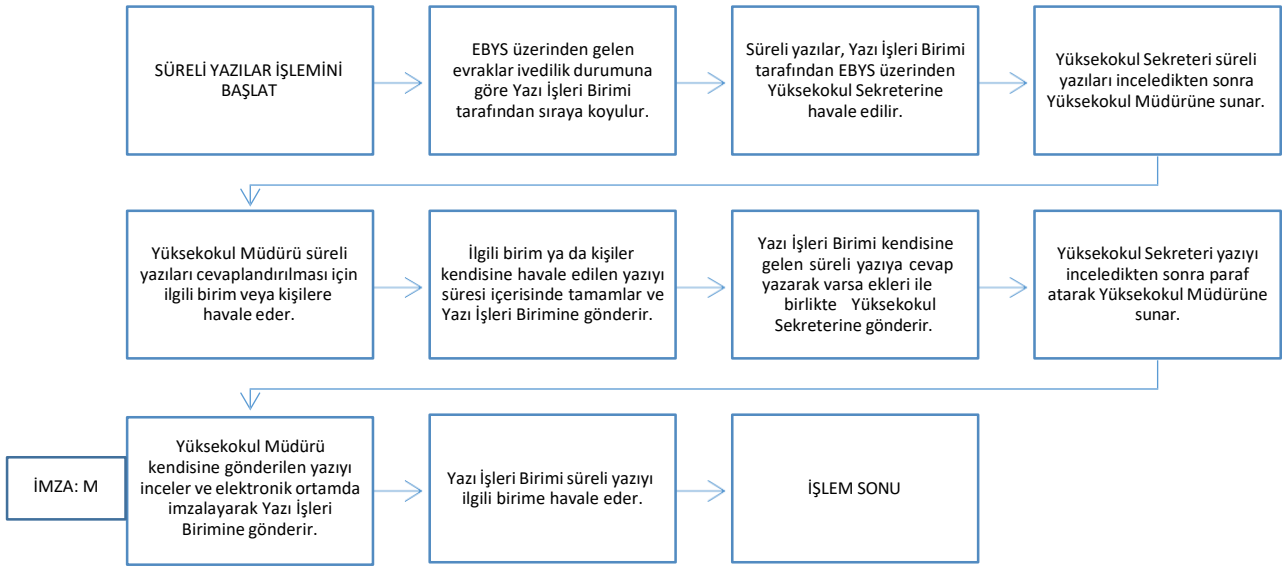 SÜRELİ YAZILAR İŞLEMİNİ
BAŞLAT
EBYS üzerinden gelen
evraklar ivedilik durumuna
göre Yazı İşleri Birimi
tarafından sıraya koyulur.
Süreli yazılar, Yazı İşleri Birimi
tarafından EBYS üzerinden
Yüksekokul Sekreterine
havale edilir.
Yüksekokul Sekreteri süreli
yazıları inceledikten sonra
Yüksekokul Müdürüne sunar.
Yüksekokul Müdürü süreli
yazıları cevaplandırılması için
ilgili birim veya kişilere
havale eder.
İlgili birim ya da kişiler
kendisine havale edilen yazıyı
süresi içerisinde tamamlar ve
Yazı İşleri Birimine gönderir.
Yazı İşleri Birimi kendisine
gelen süreli yazıya cevap
yazarak varsa ekleri ile
birlikte Yüksekokul
Sekreterine gönderir.
Yüksekokul Sekreteri yazıyı
inceledikten sonra paraf
atarak Yüksekokul Müdürüne
sunar.
İMZA: M
Yüksekokul Müdürü
kendisine gönderilen yazıyı
inceler ve elektronik ortamda
imzalayarak Yazı İşleri
Birimine gönderir.
Yazı İşleri Birimi süreli yazıyı
ilgili birime havale eder.
İŞLEM SONU